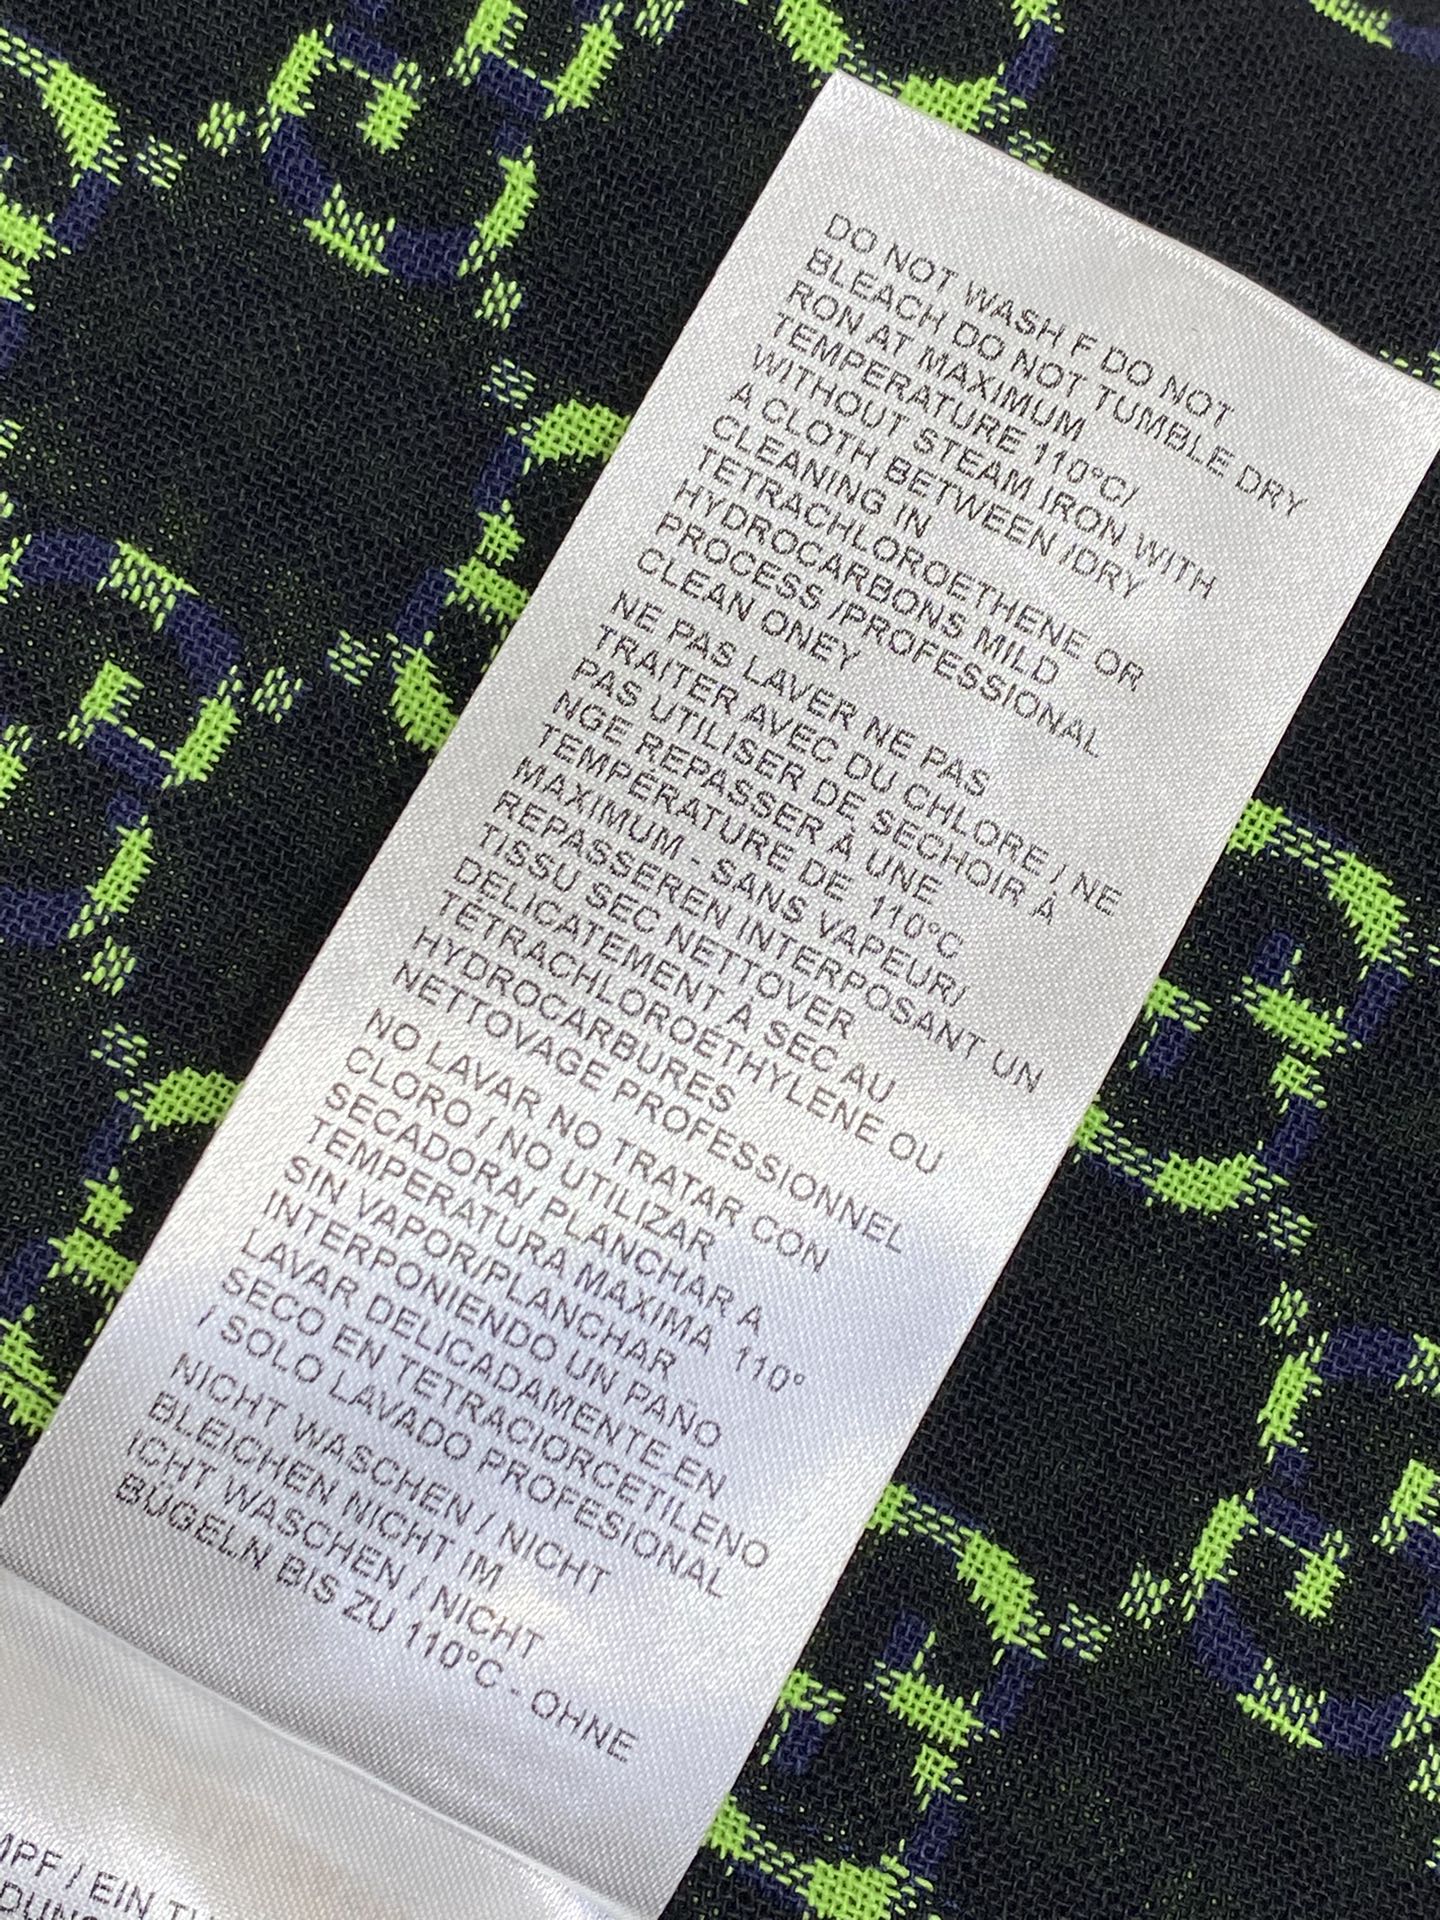 DO NOT WASH F DO NOT
BLEACH DO NOT TUMBLE DRY
RON AT MAXIMUM
TEMPERATURE 110°C/
WITHOUT STEAM IRON WITH
A CLOTH BETWEEN /DRY
CLEANING IN
TETRACHLOROETHENE OR
HYDROCARBONS MILD
PROCESS /PROFESSIONAL
CLEAN ONEY
NE PAS LAVER NE PAS
TRAITER AVEC DU CHLORE / NE
PAS UTILISER DE SECHOIR À
NGE REPASSER À UNE
TEMPÉRATURE DE 110°C
MAXIMUM - SANS VAPEUR/
REPASSEREN INTERPOSANT UN
TISSU SEC NETTOVER
DELICATEMENT À SEC AU
TÉTRACHLOROÉTHYLENE OU
HYDROCARBURES
NETTOVAGE PROFESSIONNEL
NO LAVAR NO TRATAR CON
CLORO / NO UTILIZAR
SECADORA/ PLANCHAR A
TEMPERATURA MAXIMA 110°
SIN VAPOR/PLANCHAR
INTERPONIENDO UN PAÑO
LAVAR DELICADAMENTE EN
SECO EN TETRACIORCETILENO
/ SOLO LAVADO PROFESIONAL
NICHT WASCHEN / NICHT
BLEICHEN NICHT IM
ICHT WASCHEN / NICHT
BÜGELN BIS ZU 110°C - OHNE
MPF / EIN